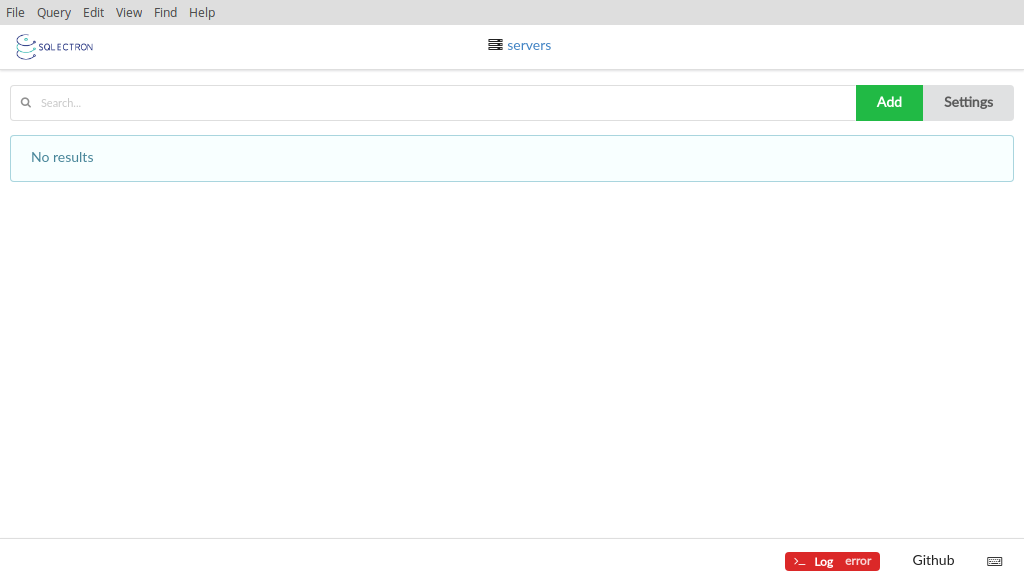 File Query Edit View Find Help
SQLECTRON
servers
Search...
Add
Settings
No results
Log error
Github